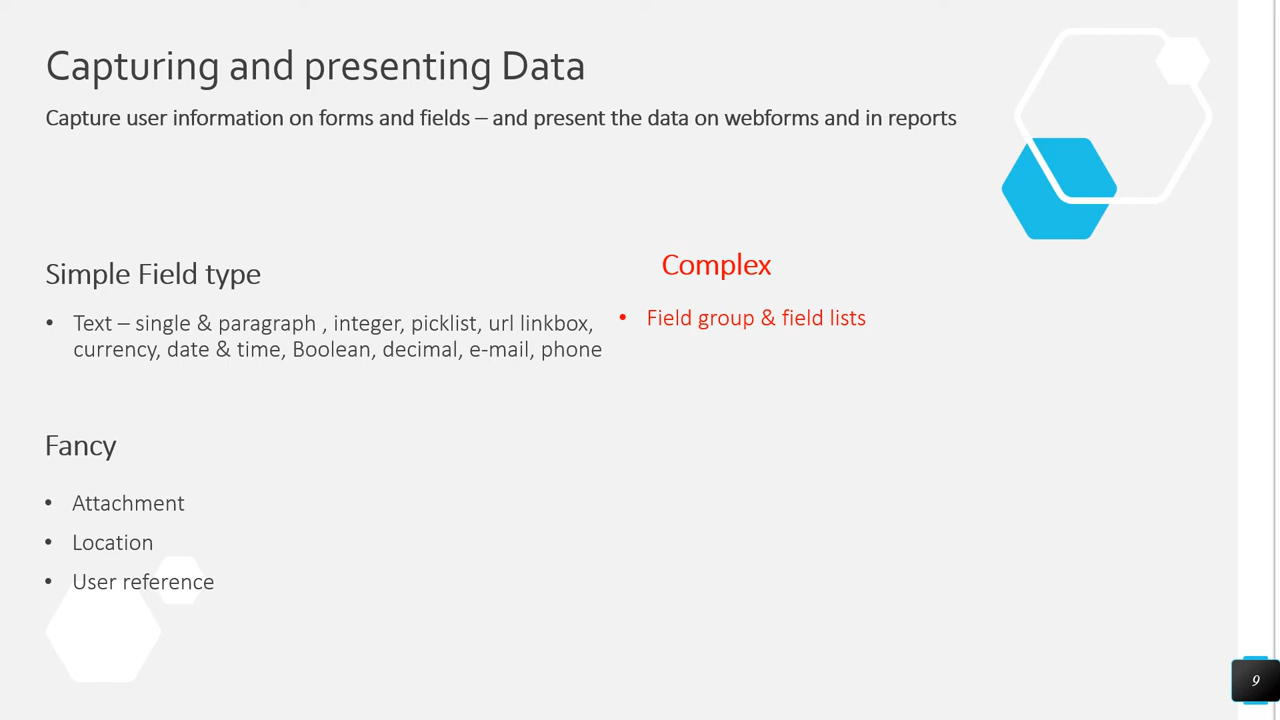 Capturing and presenting Data
Capture user information on forms and fields – and present the data on webforms and in reports
Simple Field type
• Text – single & paragraph , integer, picklist, url linkbox,
currency, date & time, Boolean, decimal, e-mail, phone
Complex
• Field group & field lists
Fancy
• Attachment
• Location
• User reference
9